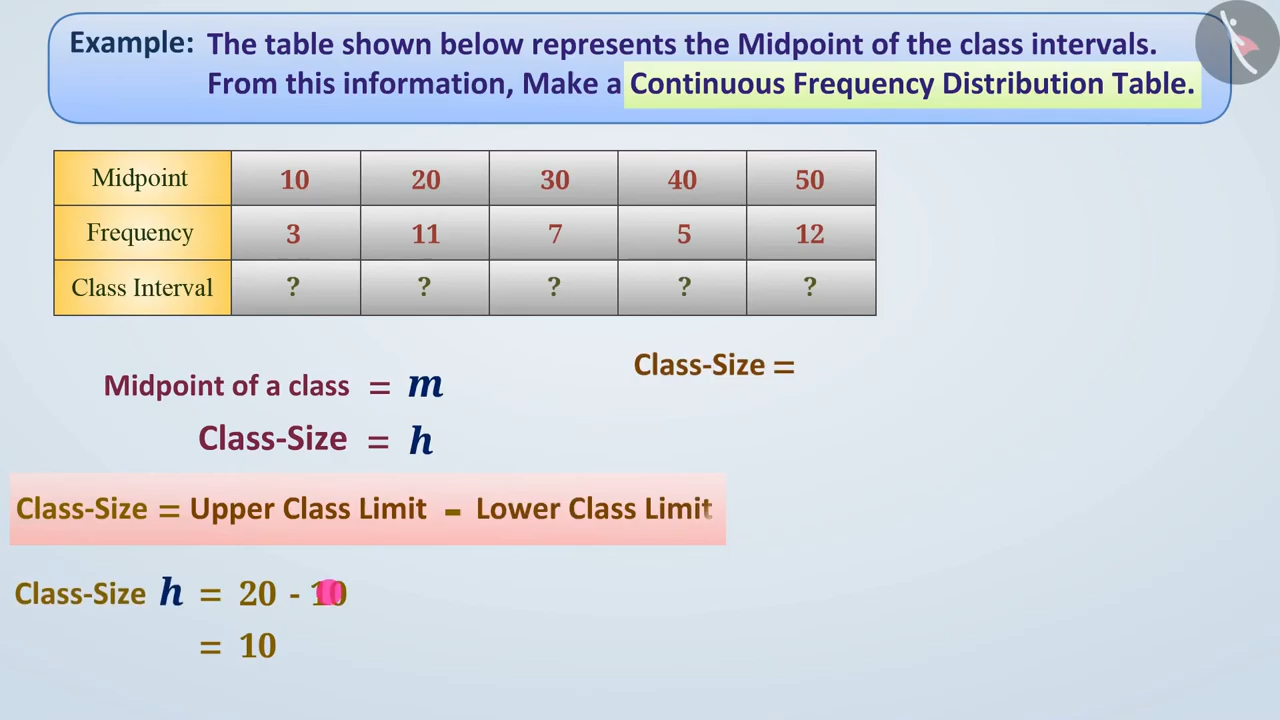 Example: The table shown below represents the Midpoint of the class intervals.
From this information, Make a Continuous Frequency Distribution Table.
Midpoint 10 20 30 40 50
Frequency 3 11 7 5 12
Class Interval ? ? ? ? ?
Class-Size =
Midpoint of a class = m
Class-Size = h
Class-Size = Upper Class Limit - Lower Class Limit
Class-Size h = 20 - 10
= 10